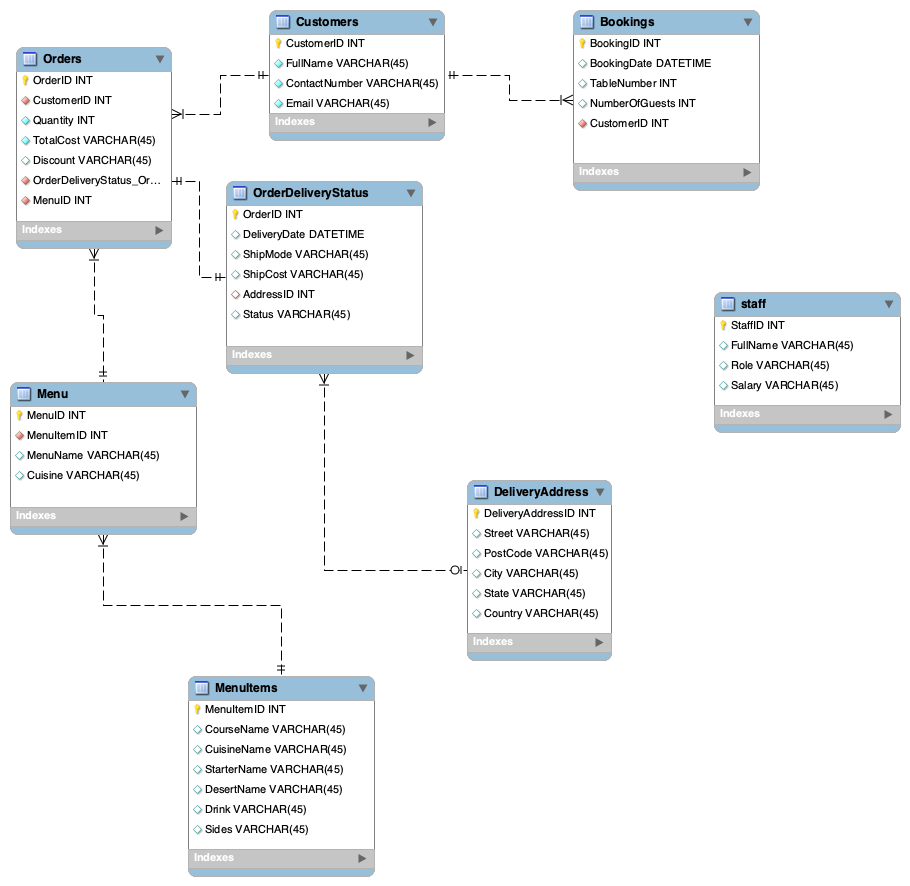 Customers
CustomerID INT
FullName VARCHAR(45)
ContactNumber VARCHAR(45)
Email VARCHAR(45)
Indexes
Bookings
BookingID INT
BookingDate DATETIME
TableNumber INT
NumberOfGuests INT
CustomerID INT
Indexes
Orders
OrderID INT
CustomerID INT
Quantity INT
TotalCost VARCHAR(45)
Discount VARCHAR(45)
OrderDeliveryStatus_Or...
MenuID INT
Indexes
OrderDeliveryStatus
OrderID INT
DeliveryDate DATETIME
ShipMode VARCHAR(45)
ShipCost VARCHAR(45)
AddressID INT
Status VARCHAR(45)
Indexes
staff
StaffID INT
FullName VARCHAR(45)
Role VARCHAR(45)
Salary VARCHAR(45)
Indexes
Menu
MenuID INT
MenuItemID INT
MenuName VARCHAR(45)
Cuisine VARCHAR(45)
Indexes
DeliveryAddress
DeliveryAddressID INT
Street VARCHAR(45)
PostCode VARCHAR(45)
City VARCHAR(45)
State VARCHAR(45)
Country VARCHAR(45)
Indexes
MenuItems
MenuItemID INT
CourseName VARCHAR(45)
CuisineName VARCHAR(45)
StarterName VARCHAR(45)
DesertName VARCHAR(45)
Drink VARCHAR(45)
Sides VARCHAR(45)
Indexes